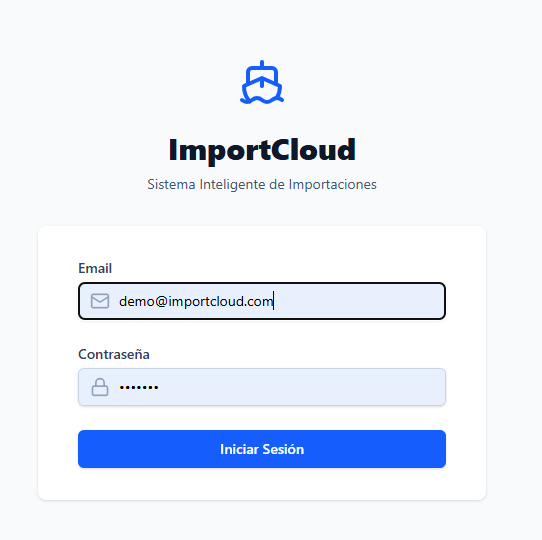 ImportCloud
Sistema Inteligente de Importaciones
Email
demo@importcloud.com
Contraseña
•••••••
Iniciar Sesión